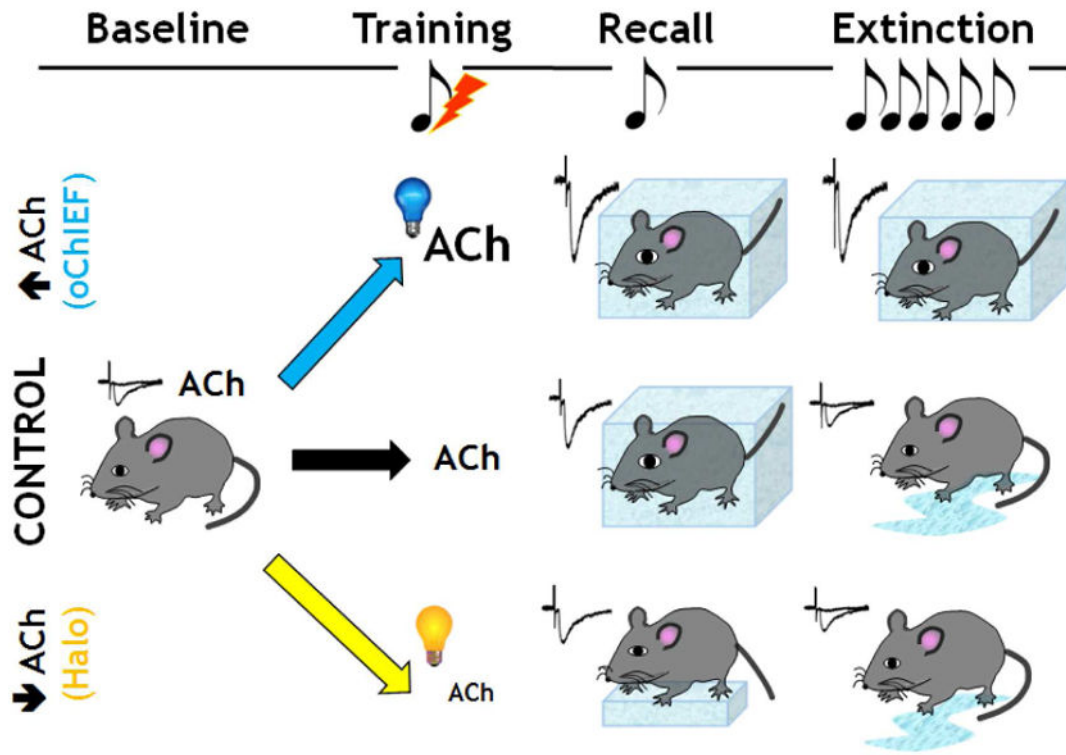 Baseline Training Recall Extinction
↑ ACh
(oChIEF)
ACh
CONTROL
ACh
ACh
↓ ACh
(Halo)
ACh